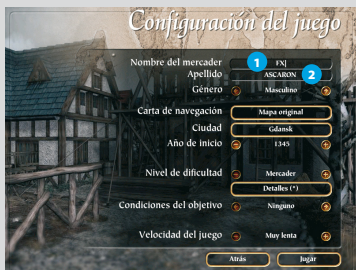 Configuración del juego
Nombre del mercader 1 FX|
Apellido ASCARON 2
Género Masculino
Carta de navegación Mapa original
Ciudad Gdansk
Año de inicio 1345
Nivel de dificultad Mercader
Detalles (*)
Condiciones del objetivo Ninguno
Velocidad del juego Muy lenta
Atrás Jugar